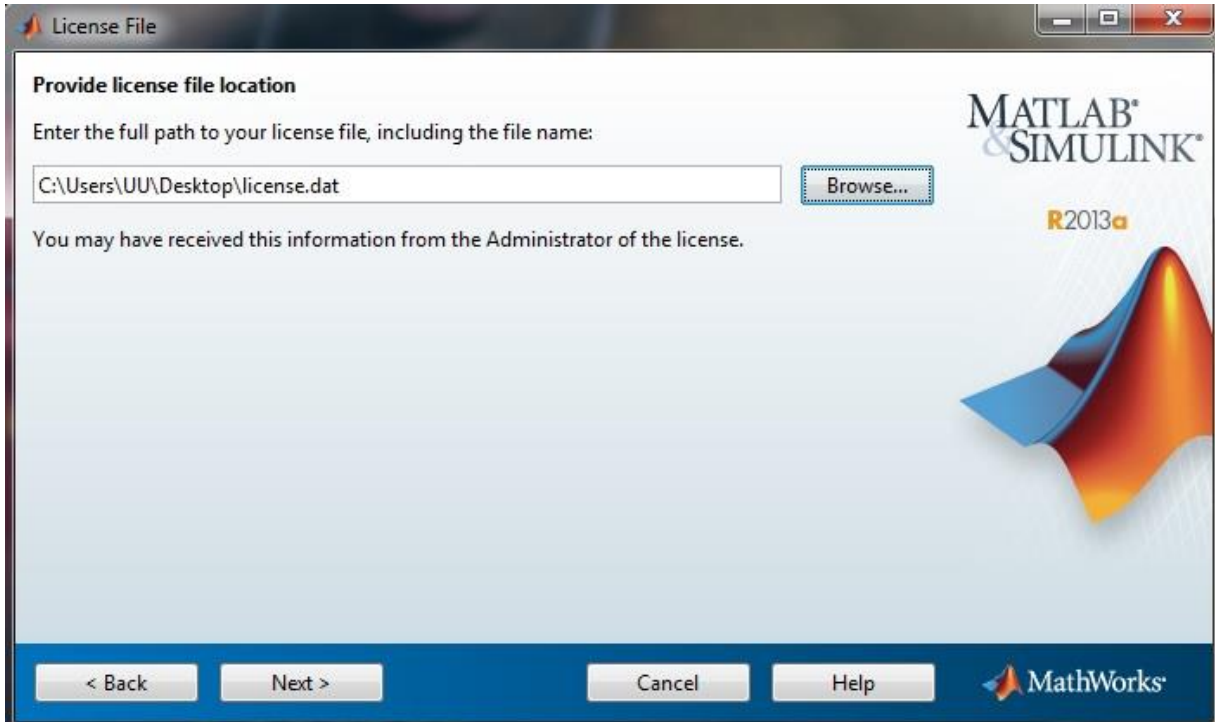 License File
Provide license file location
Enter the full path to your license file, including the file name:
C:\Users\UU\Desktop\license.dat
Browse...
You may have received this information from the Administrator of the license.
MATLAB®
&SIMULINK®
R2013a
< Back
Next >
Cancel
Help
MathWorks®